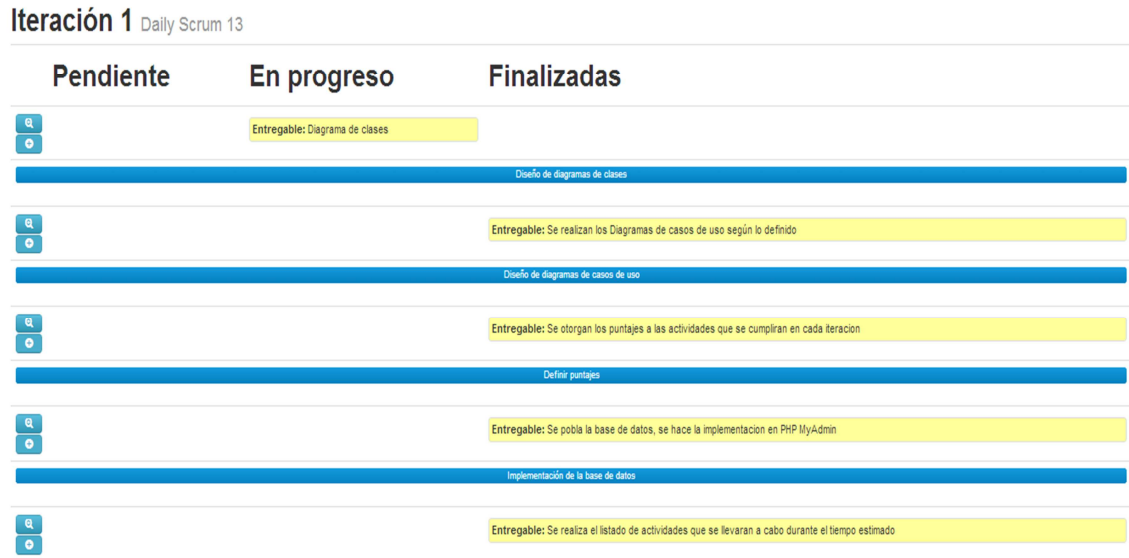 Iteración 1 Daily Scrum 13
Pendiente En progreso Finalizadas
Entregable: Diagrama de clases
Diseño de diagramas de clases
Entregable: Se realizan los Diagramas de casos de uso según lo definido
Diseño de diagramas de casos de uso
Entregable: Se otorgan los puntajes a las actividades que se cumpliran en cada iteracion
Definir puntajes
Entregable: Se pobla la base de datos, se hace la implementacion en PHP MyAdmin
Implementación de la base de datos
Entregable: Se realiza el listado de actividades que se llevaran a cabo durante el tiempo estimado